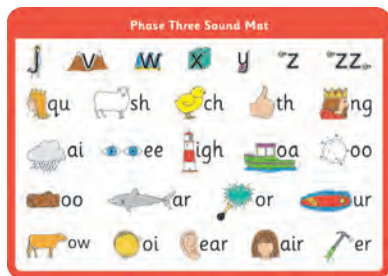 Phase Three Sound Mat
j v w x y z zz
qu sh ch th ng
ai ee igh oa oo
oo ar or ur
ow oi ear air er